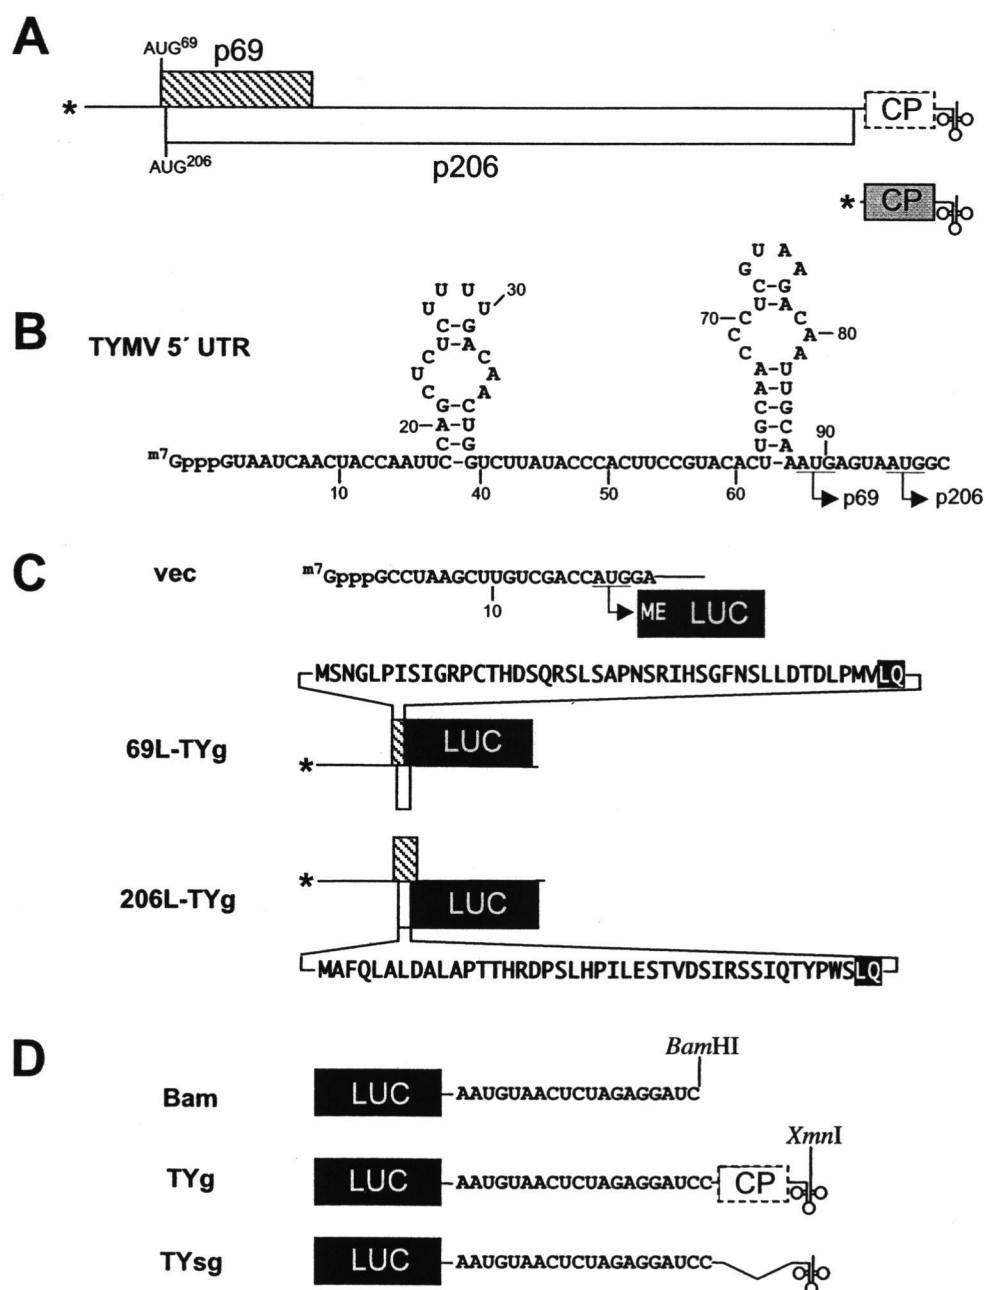 A
AUG69 p69
* CP
AUG206
p206
* CP
B
TYMV 5´ UTR
U U U
U U 30
C-G
U-A
C C
U A
C A
G-C
20 A-U
C-G
U A
G A
C-G
U-A
70 C C
C A 80
C A
A-U
A-U
C-G
G-C
U-A
90
m7GpppGUAAUCAACUACCAAUUC-GUCUUAUACCCACUUCCGUACACU-AAUGAGUAAUGGC
10 40 50 60 p69 p206
C
vec
m7GpppGCCUAAGCUUGUCGACCAUGGA
10
ME LUC
MSNGLPISIGRPCTHDSQRSLSAPNSRIHSGFNSLLDTDLPMVLQ
69L-TYg
* LUC
206L-TYg
* LUC
MAFQLALDALAPTTHRDPSLHPILESTVDSIRSSIQTYPWSLQ
D
BamHI
Bam LUC AAUGUAACUCUAGAGGAUC
XmnI
TYg LUC AAUGUAACUCUAGAGGAUCC CP
TYsg LUC AAUGUAACUCUAGAGGAUCC